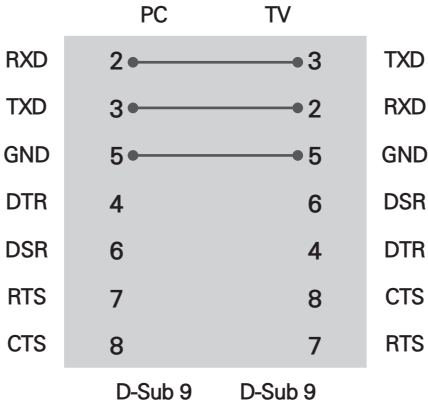 PC TV
RXD 2 3 TXD
TXD 3 2 RXD
GND 5 5 GND
DTR 4 6 DSR
DSR 6 4 DTR
RTS 7 8 CTS
CTS 8 7 RTS
D-Sub 9 D-Sub 9